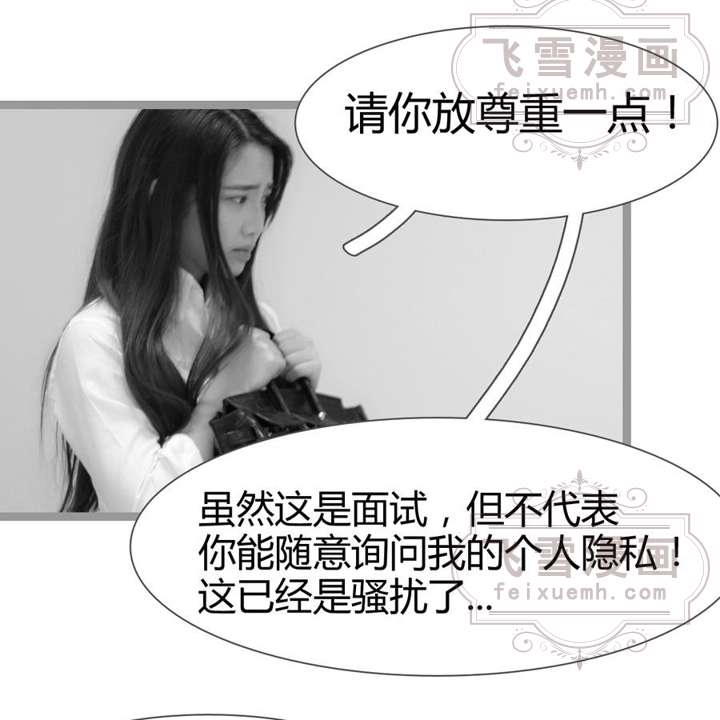 飞雪漫画
feixuemh.com
请你放尊重一点！
虽然这是面试，但不代表
你能随意询问我的个人隐私！
这已经是骚扰了...
飞雪漫画
feixuemh.com